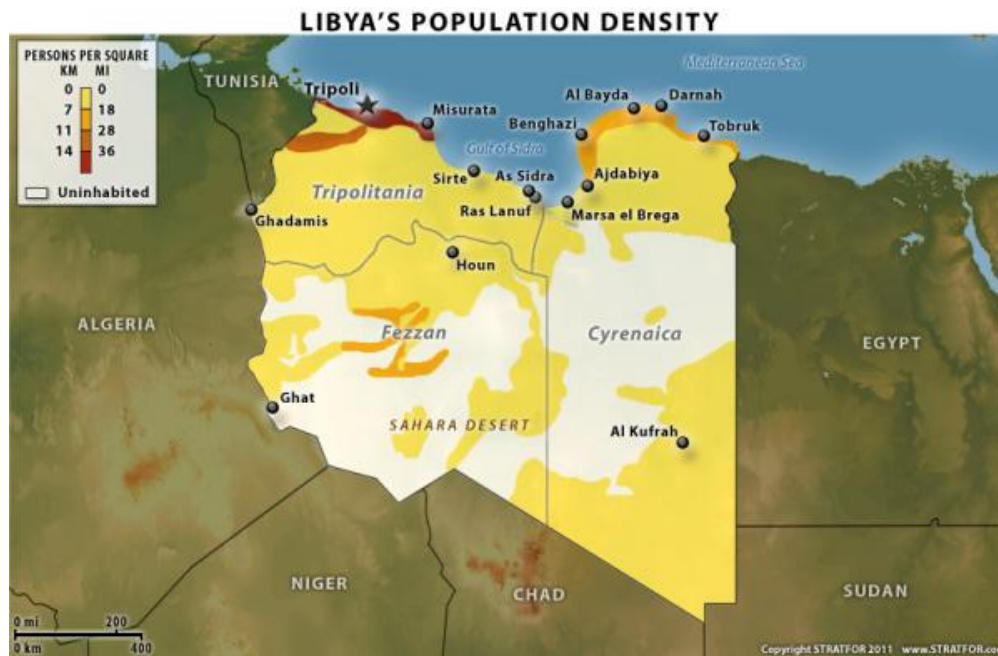 LIBYA'S POPULATION DENSITY
PERSONS PER SQUARE
KM MI
0 0
7 18
11 28
14 36
Uninhabited
TUNISIA
Mediterranean Sea
Tripoli
Misurata
Al Bayda
Darnah
Benghazi
Tobruk
Gulf of Sidra
Sirte
As Sidra
Ajdabiya
Tripolitania
Ras Lanuf
Marsa el Brega
Ghadamis
Houn
ALGERIA
Fezzan
Cyrenaica
EGYPT
Ghat
SAHARA DESERT
Al Kufrah
NIGER
CHAD
SUDAN
0 mi 200
0 km 400
Copyright STRATFOR 2011 www.STRATFOR.co